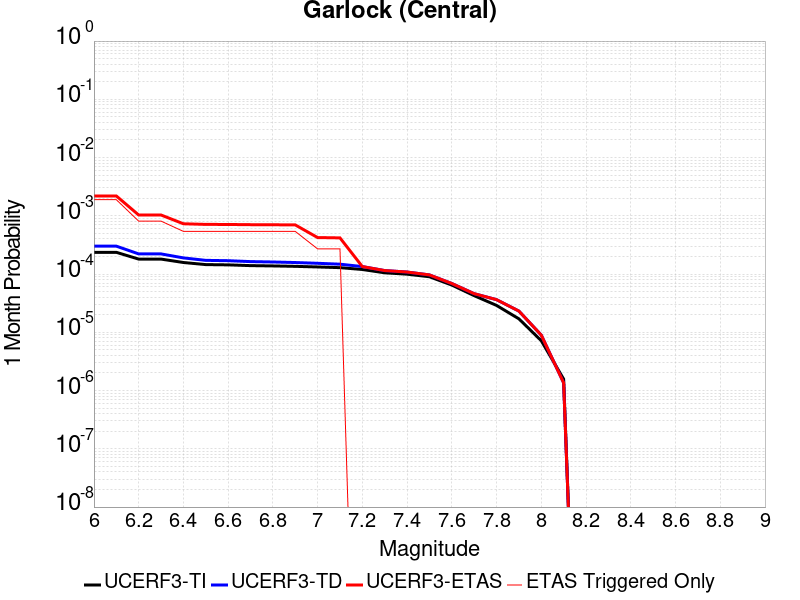 Garlock (Central)
10^0
10^-1
10^-2
10^-3
10^-4
10^-5
10^-6
10^-7
10^-8
1 Month Probability
6 6.2 6.4 6.6 6.8 7 7.2 7.4 7.6 7.8 8 8.2 8.4 8.6 8.8 9
Magnitude
UCERF3-TI UCERF3-TD UCERF3-ETAS ETAS Triggered Only